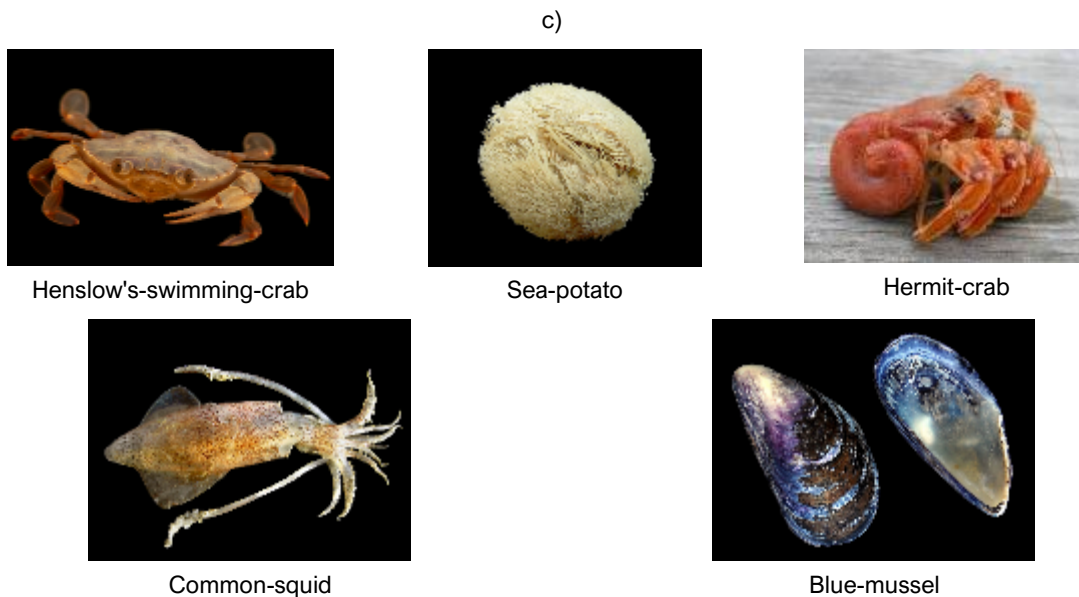 c)
Henslow's-swimming-crab
Sea-potato
Hermit-crab
Common-squid
Blue-mussel